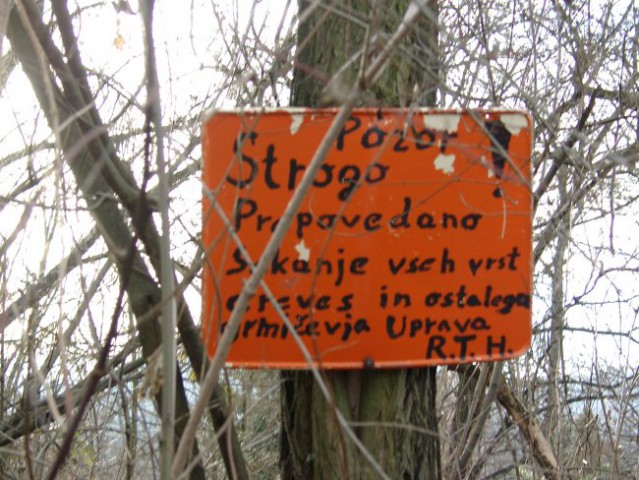 Pozor !
Strogo
Prepovedano
Sekanje vseh vrst
dreves in ostalega
grmičevja Uprava
R.T.H.